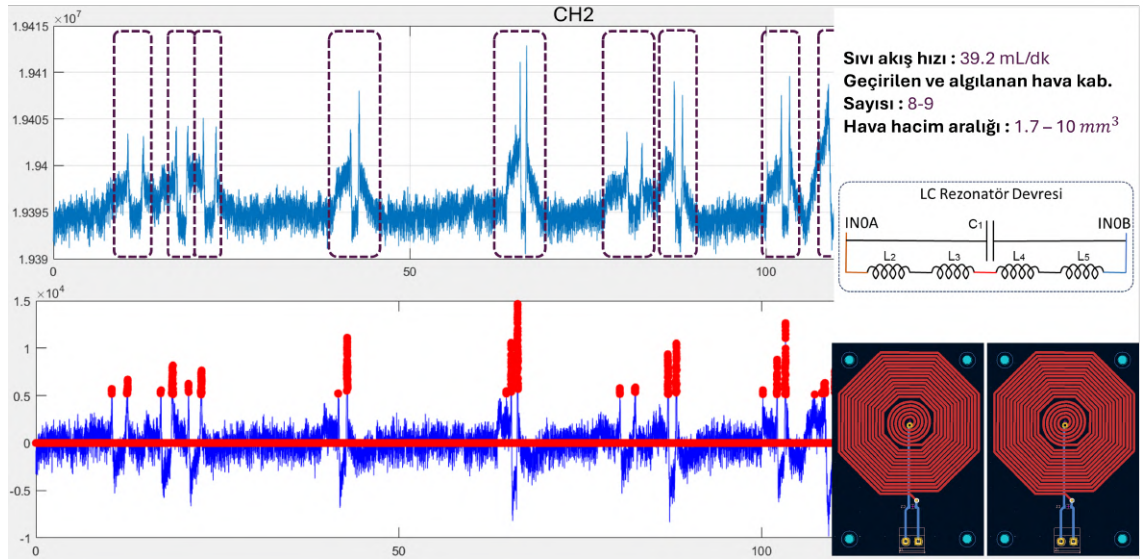 CH2
×10⁷
1.9415
1.941
1.9405
1.94
1.9395
1.939
0
50
100
×10⁴
1.5
1
0.5
0
-0.5
-1
0
50
100
Sıvı akış hızı : 39.2 mL/dk
Geçirilen ve algılanan hava kab.
Sayısı : 8-9
Hava hacim aralığı : 1.7 – 10 mm³
LC Rezonatör Devresi
IN0A
C1
IN0B
L2
L3
L4
L5